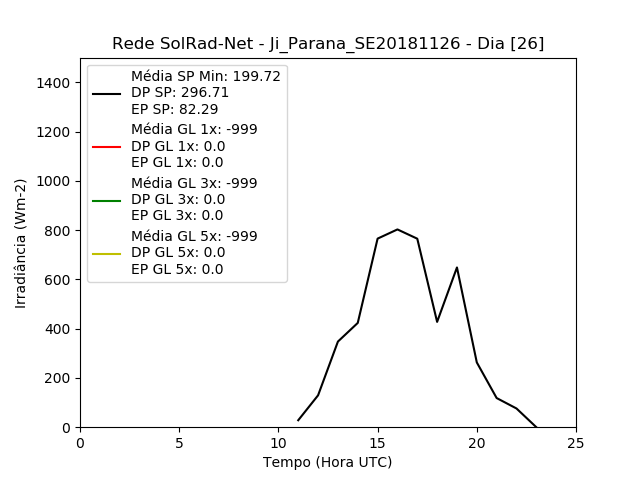 Rede SolRad-Net - Ji_Parana_SE20181126 - Dia [26]
Média SP Min: 199.72
DP SP: 296.71
EP SP: 82.29
Média GL 1x: -999
DP GL 1x: 0.0
EP GL 1x: 0.0
Média GL 3x: -999
DP GL 3x: 0.0
EP GL 3x: 0.0
Média GL 5x: -999
DP GL 5x: 0.0
EP GL 5x: 0.0
Irradiância (Wm-2)
1400
1200
1000
800
600
400
200
0
0 5 10 15 20 25
Tempo (Hora UTC)